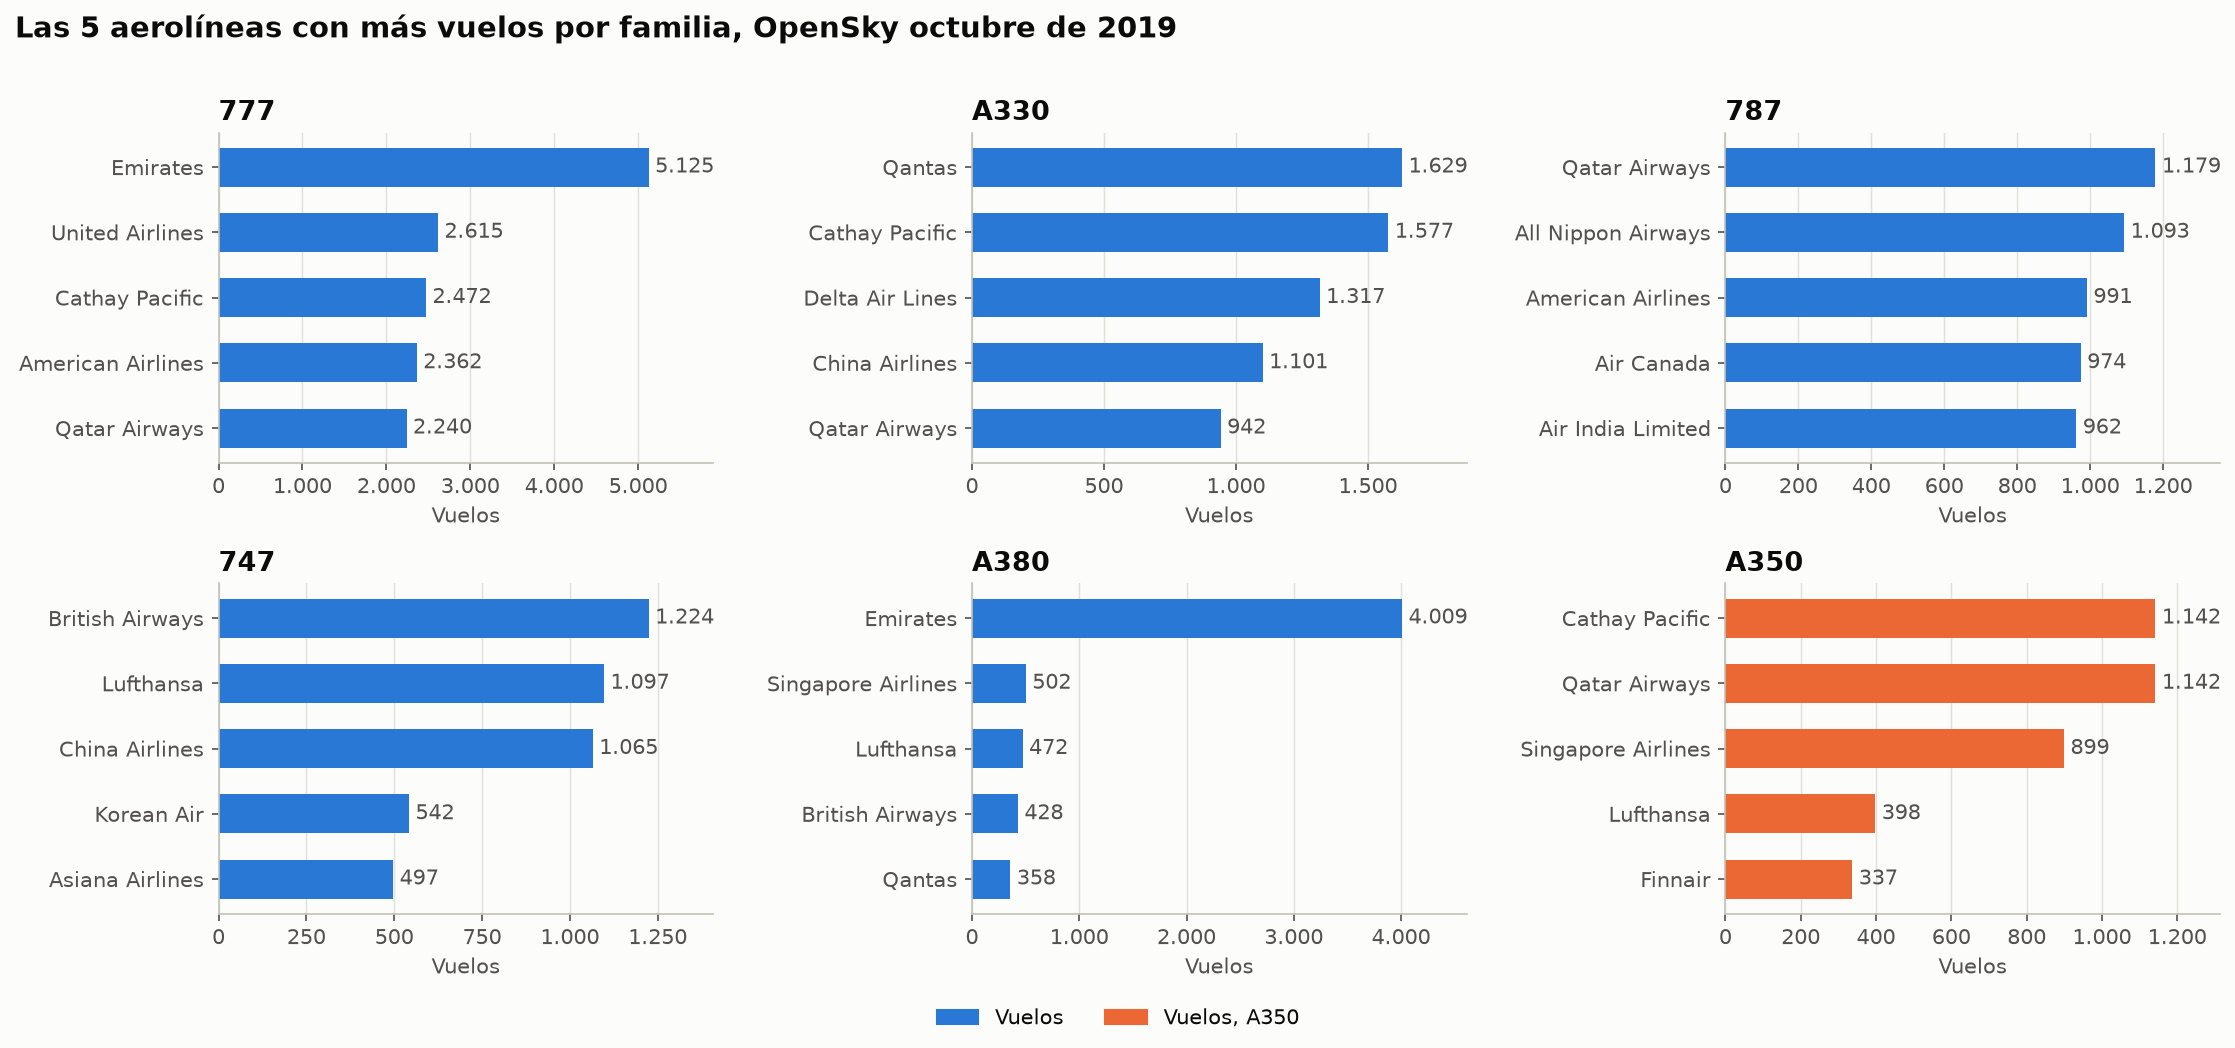 Las 5 aerolíneas con más vuelos por familia, OpenSky octubre de 2019
777
Emirates 5.125
United Airlines 2.615
Cathay Pacific 2.472
American Airlines 2.362
Qatar Airways 2.240
0 1.000 2.000 3.000 4.000 5.000
Vuelos
A330
Qantas 1.629
Cathay Pacific 1.577
Delta Air Lines 1.317
China Airlines 1.101
Qatar Airways 942
0 500 1.000 1.500
Vuelos
787
Qatar Airways 1.179
All Nippon Airways 1.093
American Airlines 991
Air Canada 974
Air India Limited 962
0 200 400 600 800 1.000 1.200
Vuelos
747
British Airways 1.224
Lufthansa 1.097
China Airlines 1.065
Korean Air 542
Asiana Airlines 497
0 250 500 750 1.000 1.250
Vuelos
A380
Emirates 4.009
Singapore Airlines 502
Lufthansa 472
British Airways 428
Qantas 358
0 1.000 2.000 3.000 4.000
Vuelos
A350
Cathay Pacific 1.142
Qatar Airways 1.142
Singapore Airlines 899
Lufthansa 398
Finnair 337
0 200 400 600 800 1.000 1.200
Vuelos
Vuelos Vuelos, A350